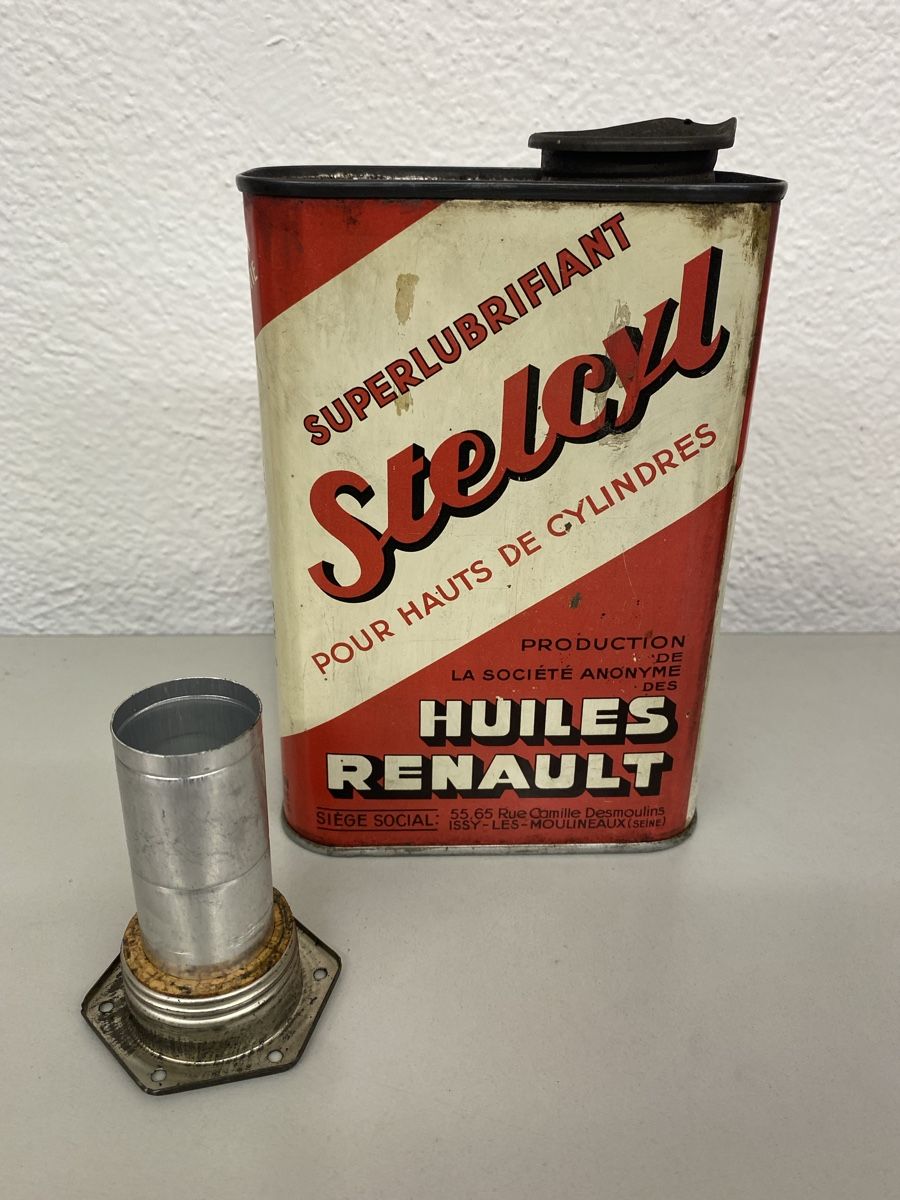 SUPERLUBRIFIANT
Stelcyl
POUR HAUTS DE CYLINDRES
PRODUCTION
DE
LA SOCIÉTÉ ANONYME
DES
HUILES
RENAULT
SIÈGE SOCIAL: 55,65 Rue Camille Desmoulins
ISSY-LES-MOULINEAUX (SEINE)